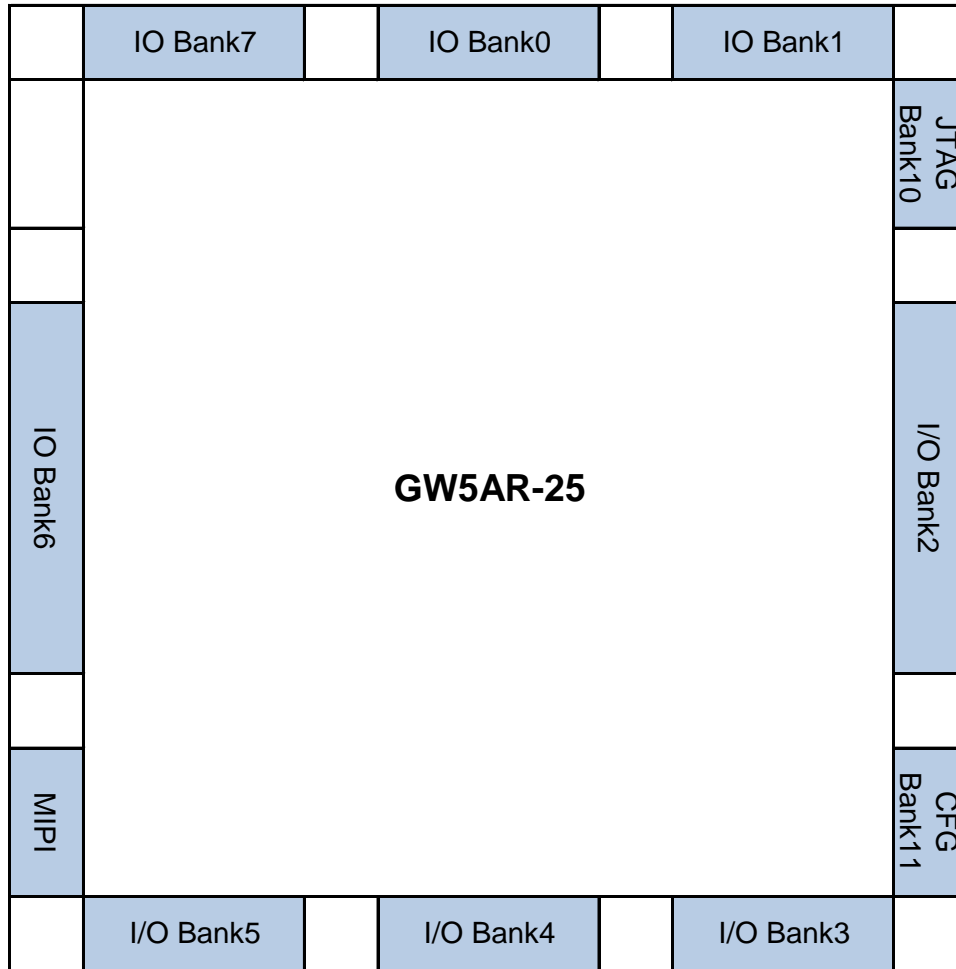 IO Bank7
IO Bank0
IO Bank1
JTAG
Bank10
IO Bank6
GW5AR-25
I/O Bank2
MIPI
CFG
Bank11
I/O Bank5
I/O Bank4
I/O Bank3